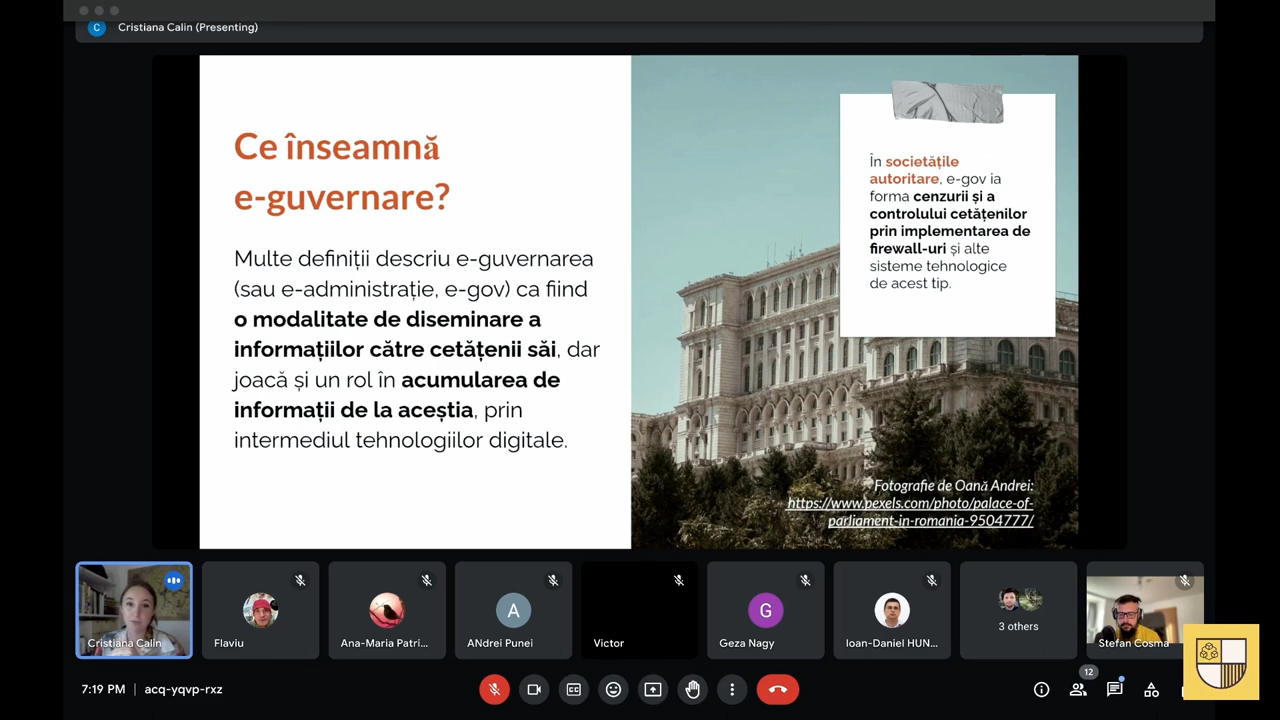 Cristiana Calin (Presenting)
C
Ce înseamnă
e-guvernare?
Multe definiții descriu e-guvernarea
(sau e-administrație, e-gov) ca fiind
o modalitate de diseminare a
informațiilor către cetățenii săi, dar
joacă și un rol în acumularea de
informații de la aceștia, prin
intermediul tehnologiilor digitale.
În societățile
autoritare, e-gov ia
forma cenzurii și a
controlului cetățenilor
prin implementarea de
firewall-uri și alte
sisteme tehnologice
de acest tip.
Fotografie de Oană Andrei:
https://www.pexels.com/photo/palace-of-
parliament-in-romania-9504777/
Cristiana Calin
Flaviu
Ana-Maria Patri...
A
ANdrei Punei
Victor
G
Geza Nagy
Ioan-Daniel HUN...
3 others
Stefan Cosma
7:19 PM
acq-yqvp-rxz
CC
12